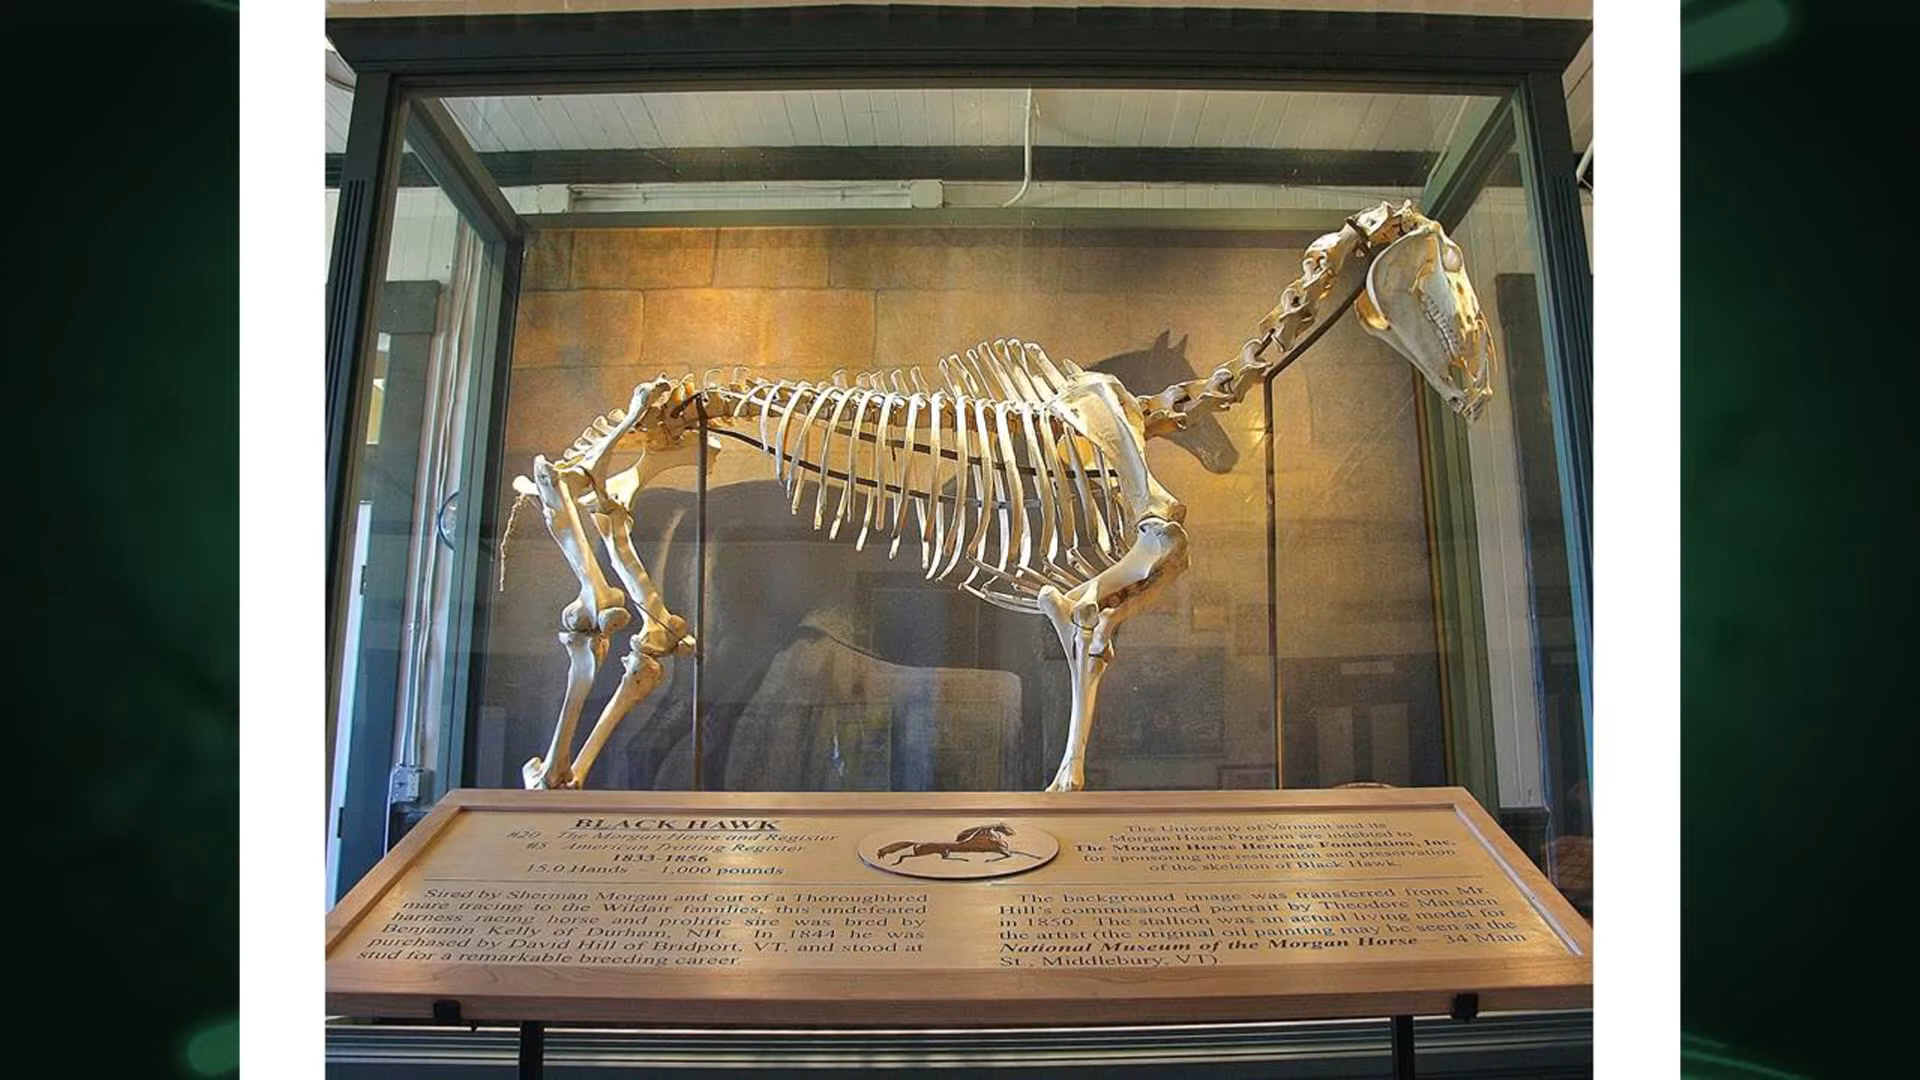 BLACK HAWK
#20 The Morgan Horse and Register
#5 American Trotting Register
1833-1856
15.0 Hands - 1,000 pounds
Sired by Sherman Morgan and out of a Thoroughbred
mare tracing to the Wildair families, this undefeated
harness racing horse and prolific sire was bred by
Benjamin Kelly of Durham, NH. In 1844 he was
purchased by David Hill of Bridport, VT, and stood at
stud for a remarkable breeding career.
The University of Vermont and its
Morgan Horse Program are indebted to
The Morgan Horse Heritage Foundation, Inc.
for sponsoring the restoration and preservation
of the skeleton of Black Hawk.
The background image was transferred from Mr.
Hill's commissioned portrait by Theodore Marsden
in 1850. The stallion was an actual living model for
the artist (the original oil painting may be seen at the
National Museum of the Morgan Horse - 34 Main
St., Middlebury, VT).